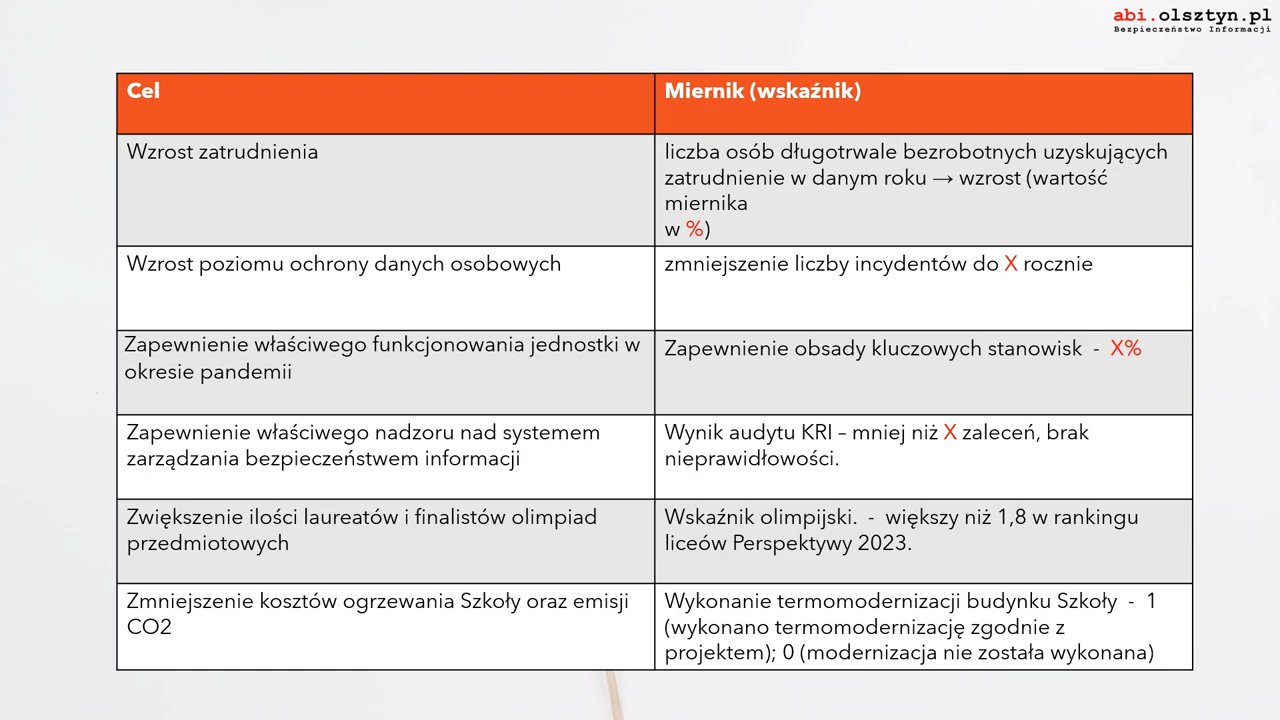 abi.olsztyn.pl
Bezpieczeństwo Informacji
Cel
Miernik (wskaźnik)
Wzrost zatrudnienia
liczba osób długotrwale bezrobotnych uzyskujących
zatrudnienie w danym roku → wzrost (wartość
miernika
w %)
Wzrost poziomu ochrony danych osobowych
zmniejszenie liczby incydentów do X rocznie
Zapewnienie właściwego funkcjonowania jednostki w
okresie pandemii
Zapewnienie obsady kluczowych stanowisk - X%
Zapewnienie właściwego nadzoru nad systemem
zarządzania bezpieczeństwem informacji
Wynik audytu KRI – mniej niż X zaleceń, brak
nieprawidłowości.
Zwiększenie ilości laureatów i finalistów olimpiad
przedmiotowych
Wskaźnik olimpijski. - większy niż 1,8 w rankingu
liceów Perspektywy 2023.
Zmniejszenie kosztów ogrzewania Szkoły oraz emisji
CO2
Wykonanie termomodernizacji budynku Szkoły - 1
(wykonano termomodernizację zgodnie z
projektem); 0 (modernizacja nie została wykonana)